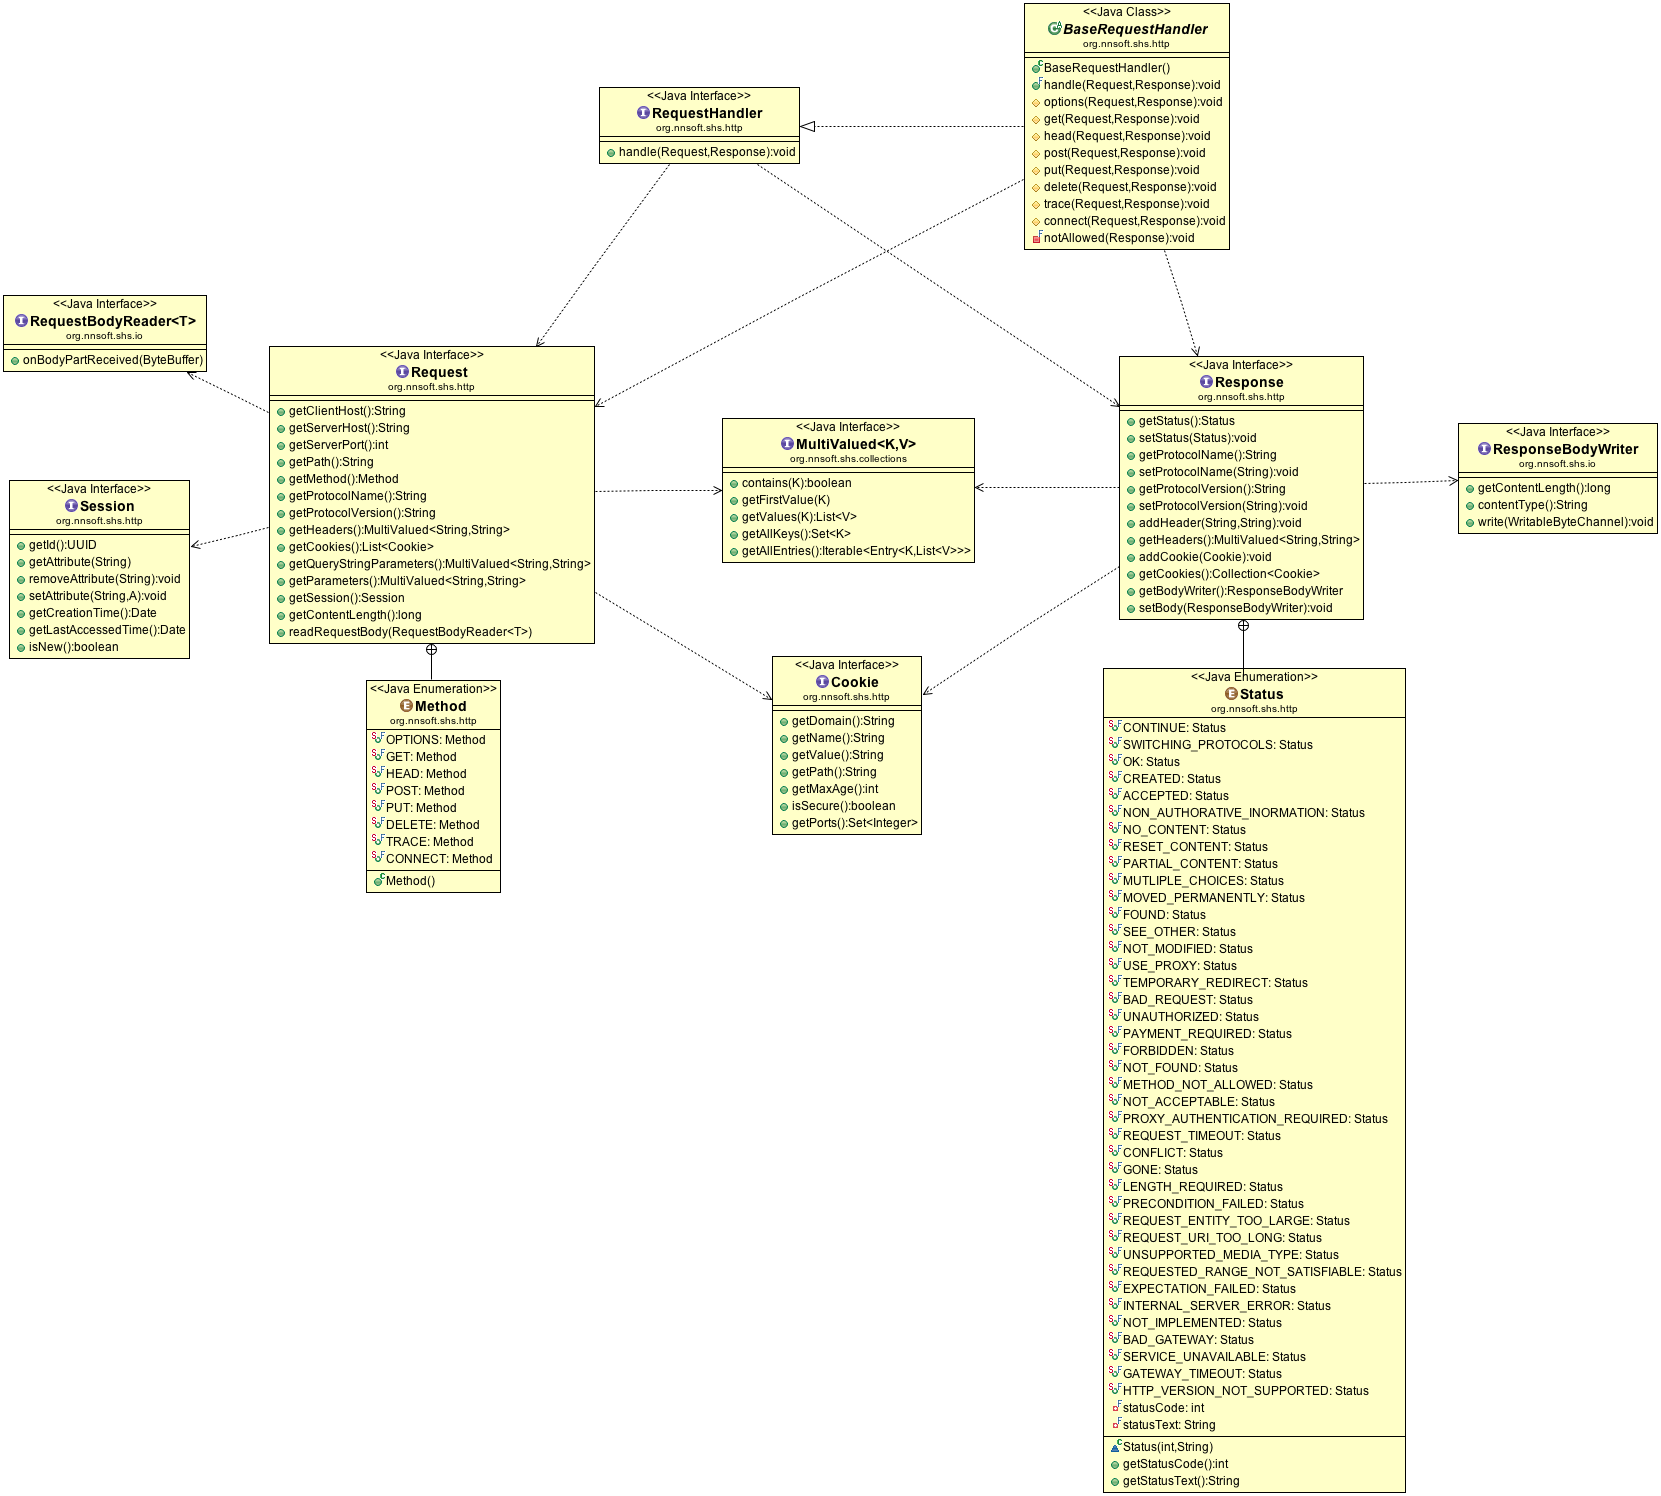 <<Java Class>>
BaseRequestHandler
org.nnsoft.shs.http
BaseRequestHandler()
handle(Request,Response):void
options(Request,Response):void
get(Request,Response):void
head(Request,Response):void
post(Request,Response):void
put(Request,Response):void
delete(Request,Response):void
trace(Request,Response):void
connect(Request,Response):void
notAllowed(Response):void
<<Java Interface>>
RequestHandler
org.nnsoft.shs.http
handle(Request,Response):void
<<Java Interface>>
RequestBodyReader<T>
org.nnsoft.shs.io
onBodyPartReceived(ByteBuffer)
<<Java Interface>>
Request
org.nnsoft.shs.http
getClientHost():String
getServerHost():String
getServerPort():int
getPath():String
getMethod():Method
getProtocolName():String
getProtocolVersion():String
getHeaders():MultiValued<String,String>
getCookies():List<Cookie>
getQueryStringParameters():MultiValued<String,String>
getParameters():MultiValued<String,String>
getSession():Session
getContentLength():long
readRequestBody(RequestBodyReader<T>)
<<Java Interface>>
Response
org.nnsoft.shs.http
getStatus():Status
setStatus(Status):void
getProtocolName():String
setProtocolName(String):void
getProtocolVersion():String
setProtocolVersion(String):void
addHeader(String,String):void
getHeaders():MultiValued<String,String>
addCookie(Cookie):void
getCookies():Collection<Cookie>
getBodyWriter():ResponseBodyWriter
setBody(ResponseBodyWriter):void
<<Java Interface>>
MultiValued<K,V>
org.nnsoft.shs.collections
contains(K):boolean
getFirstValue(K)
getValues(K):List<V>
getAllKeys():Set<K>
getAllEntries():Iterable<Entry<K,List<V>>>
<<Java Interface>>
ResponseBodyWriter
org.nnsoft.shs.io
getContentLength():long
contentType():String
write(WritableByteChannel):void
<<Java Interface>>
Session
org.nnsoft.shs.http
getId():UUID
getAttribute(String)
removeAttribute(String):void
setAttribute(String,A):void
getCreationTime():Date
getLastAccessedTime():Date
isNew():boolean
<<Java Interface>>
Cookie
org.nnsoft.shs.http
getDomain():String
getName():String
getValue():String
getPath():String
getMaxAge():int
isSecure():boolean
getPorts():Set<Integer>
<<Java Enumeration>>
Method
org.nnsoft.shs.http
OPTIONS: Method
GET: Method
HEAD: Method
POST: Method
PUT: Method
DELETE: Method
TRACE: Method
CONNECT: Method
Method()
<<Java Enumeration>>
Status
org.nnsoft.shs.http
CONTINUE: Status
SWITCHING_PROTOCOLS: Status
OK: Status
CREATED: Status
ACCEPTED: Status
NON_AUTHORATIVE_INORMATION: Status
NO_CONTENT: Status
RESET_CONTENT: Status
PARTIAL_CONTENT: Status
MUTLIPLE_CHOICES: Status
MOVED_PERMANENTLY: Status
FOUND: Status
SEE_OTHER: Status
NOT_MODIFIED: Status
USE_PROXY: Status
TEMPORARY_REDIRECT: Status
BAD_REQUEST: Status
UNAUTHORIZED: Status
PAYMENT_REQUIRED: Status
FORBIDDEN: Status
NOT_FOUND: Status
METHOD_NOT_ALLOWED: Status
NOT_ACCEPTABLE: Status
PROXY_AUTHENTICATION_REQUIRED: Status
REQUEST_TIMEOUT: Status
CONFLICT: Status
GONE: Status
LENGTH_REQUIRED: Status
PRECONDITION_FAILED: Status
REQUEST_ENTITY_TOO_LARGE: Status
REQUEST_URI_TOO_LONG: Status
UNSUPPORTED_MEDIA_TYPE: Status
REQUESTED_RANGE_NOT_SATISFIABLE: Status
EXPECTATION_FAILED: Status
INTERNAL_SERVER_ERROR: Status
NOT_IMPLEMENTED: Status
BAD_GATEWAY: Status
SERVICE_UNAVAILABLE: Status
GATEWAY_TIMEOUT: Status
HTTP_VERSION_NOT_SUPPORTED: Status
statusCode: int
statusText: String
Status(int,String)
getStatusCode():int
getStatusText():String